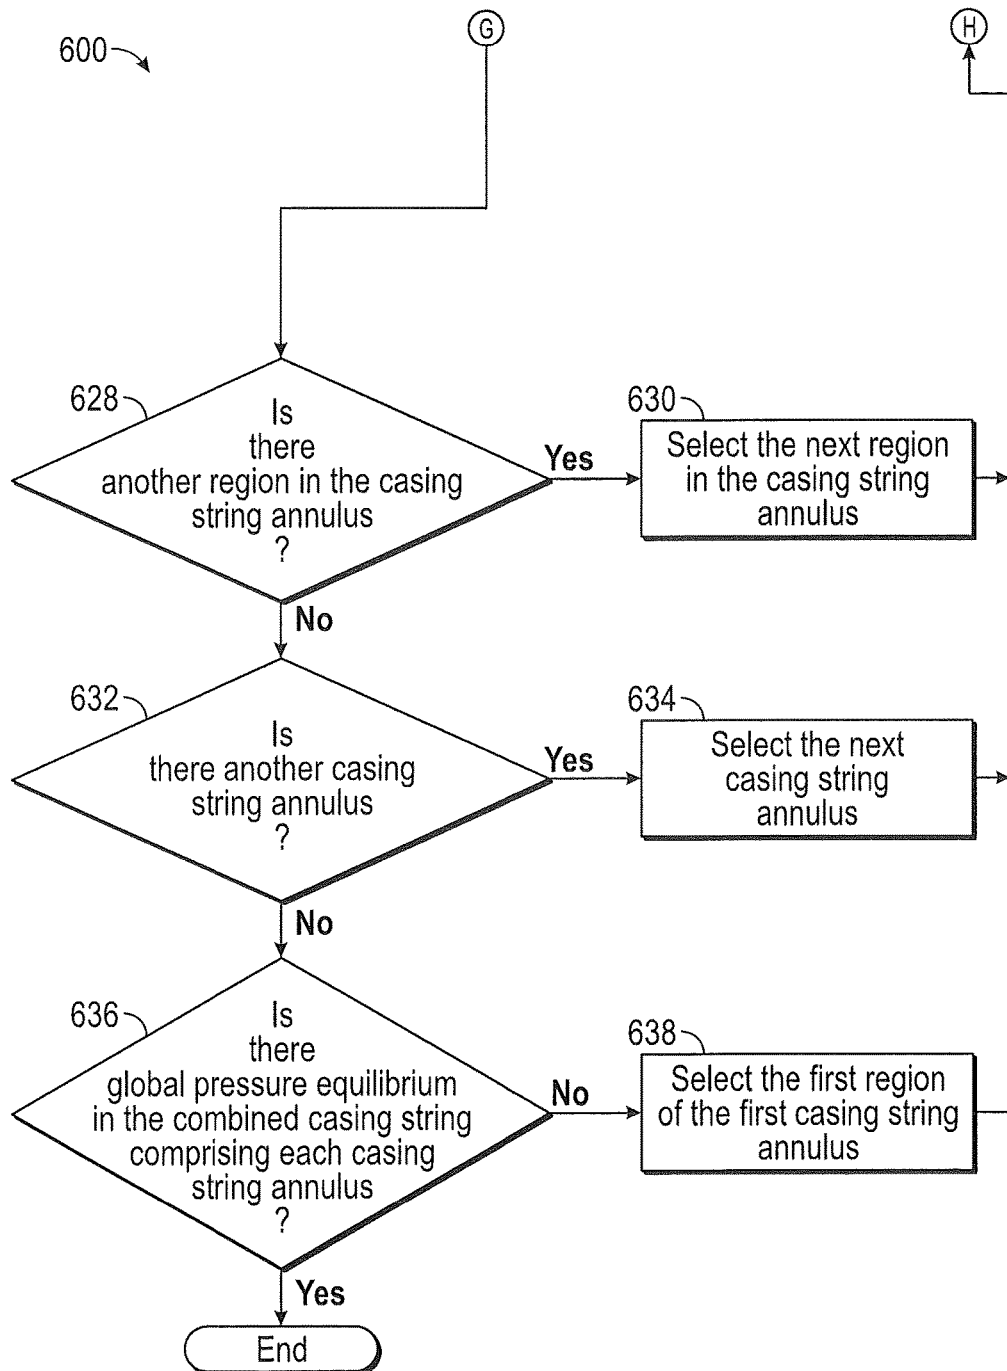 600
G
H
628
Is
there
another region in the casing
string annulus
?
Yes
630
Select the next region
in the casing string
annulus
No
632
Is
there another casing
string annulus
?
Yes
634
Select the next
casing string
annulus
No
636
Is
there
global pressure equilibrium
in the combined casing string
comprising each casing
string annulus
?
No
638
Select the first region
of the first casing string
annulus
Yes
End